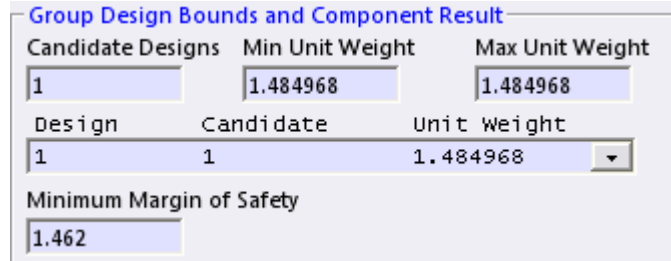 Group Design Bounds and Component Result
Candidate Designs Min Unit Weight Max Unit Weight
1 1.484968 1.484968
Design Candidate Unit Weight
1 1 1.484968
Minimum Margin of Safety
1.462